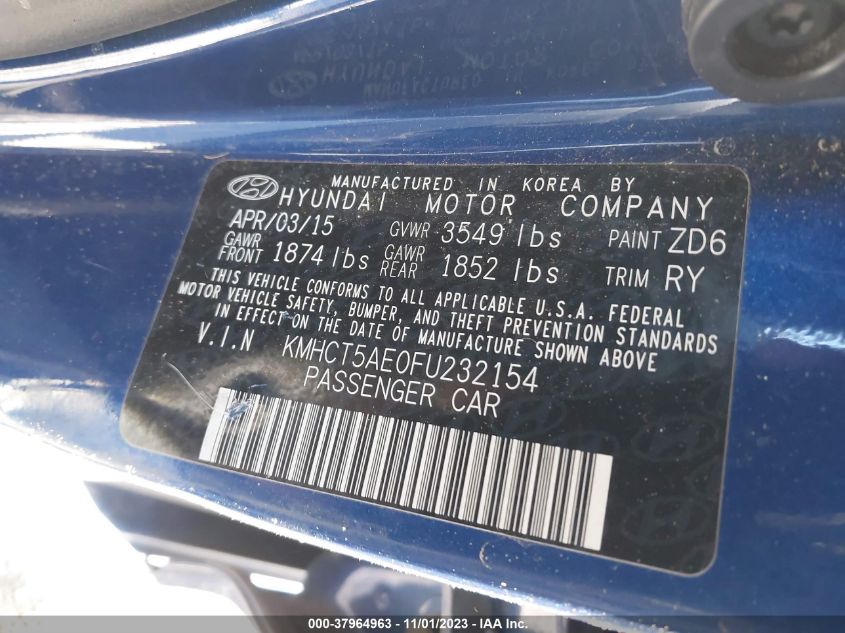 MANUFACTURED IN KOREA BY
HYUNDAI MOTOR COMPANY
APR/03/15 GVWR 3549 lbs PAINT ZD6
GAWR FRONT 1874 lbs GAWR REAR 1852 lbs TRIM RY
THIS VEHICLE CONFORMS TO ALL APPLICABLE U.S.A. FEDERAL
MOTOR VEHICLE SAFETY, BUMPER, AND THEFT PREVENTION STANDARDS
IN EFFECT ON THE DATE OF MANUFACTURE SHOWN ABOVE.
V.I.N KMHCT5AE0FU232154
PASSENGER CAR
000-37964963 - 11/01/2023 - IAA Inc.